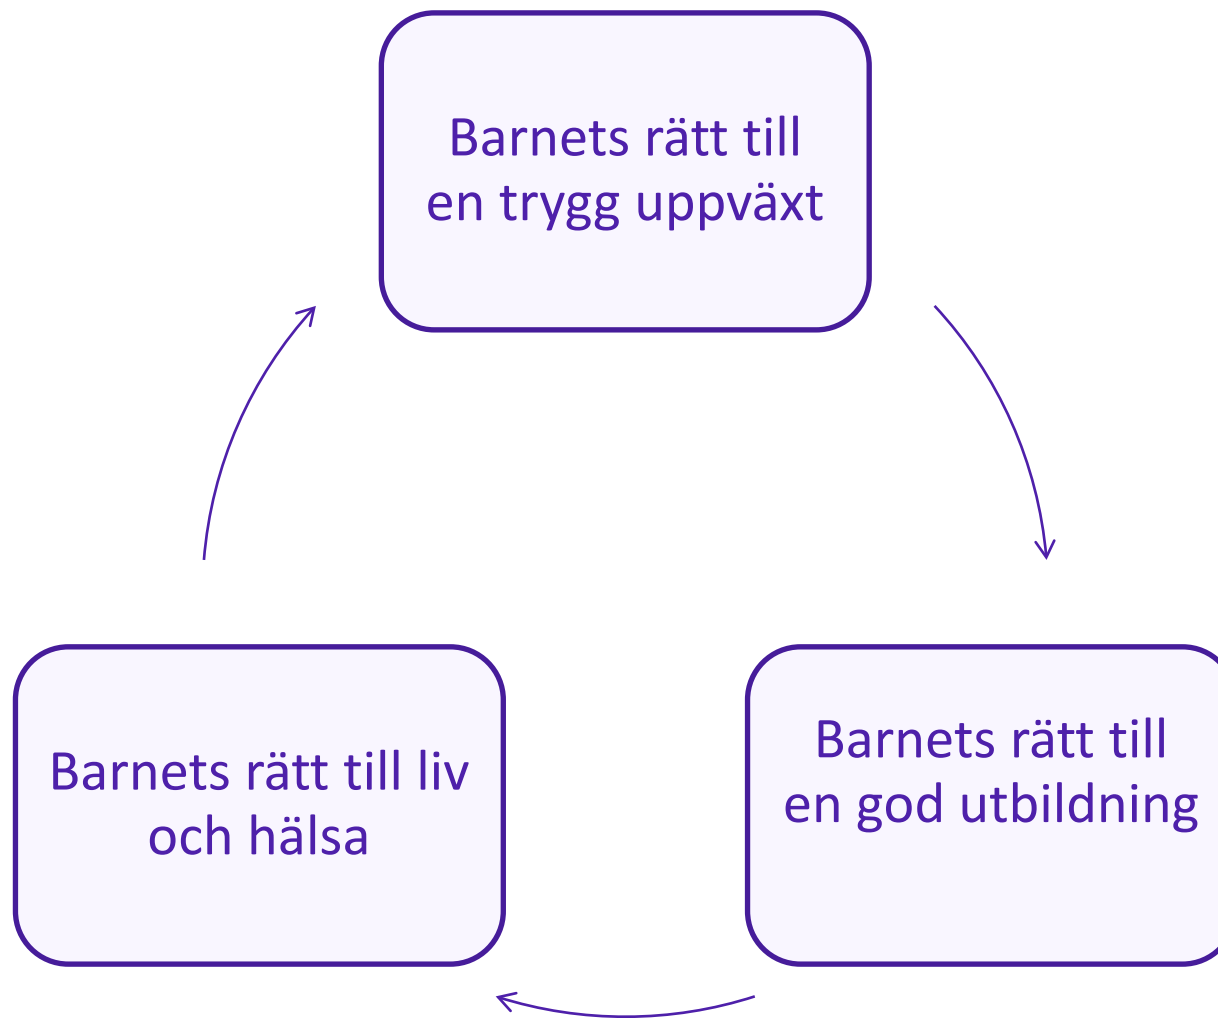 Barnets rätt till
en trygg uppväxt
Barnets rätt till
en god utbildning
Barnets rätt till liv
och hälsa